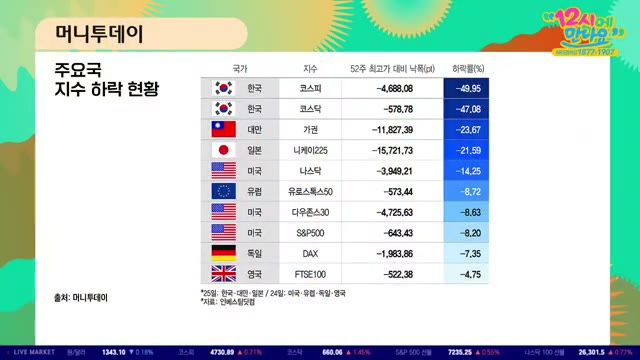 머니투데이
"12시에
만나요"
1877-1907
주요국
지수 하락 현황
국가 지수 52주 최고가 대비 낙폭(pt) 하락률(%)
한국 코스피 -4,688,08 -49,95
한국 코스닥 -578,78 -47,08
대만 가권 -11,827,39 -23,67
일본 니케이225 -15,721,73 -21,59
미국 나스닥 -3,949,21 -14,25
유럽 유로스톡스50 -573,44 -8,72
미국 다우존스30 -4,725,63 -8,63
미국 S&P500 -643,43 -8,20
독일 DAX -1,983,86 -7,35
영국 FTSE100 -522,38 -4,75
*25일: 한국·대만·일본 / 24일: 미국·유럽·독일·영국
*자료: 인베스팅닷컴
출처: 머니투데이
LIVE MARKET 원/달러 1343,10 ▼ 0.18% 코스피 4730,89 ▲ 0.71% 코스닥 660,06 ▲ 1.45% S&P 500 선물 7235,25 ▲ 0.55% 나스닥 100 선물 26,301,5 ▲ 0.77%